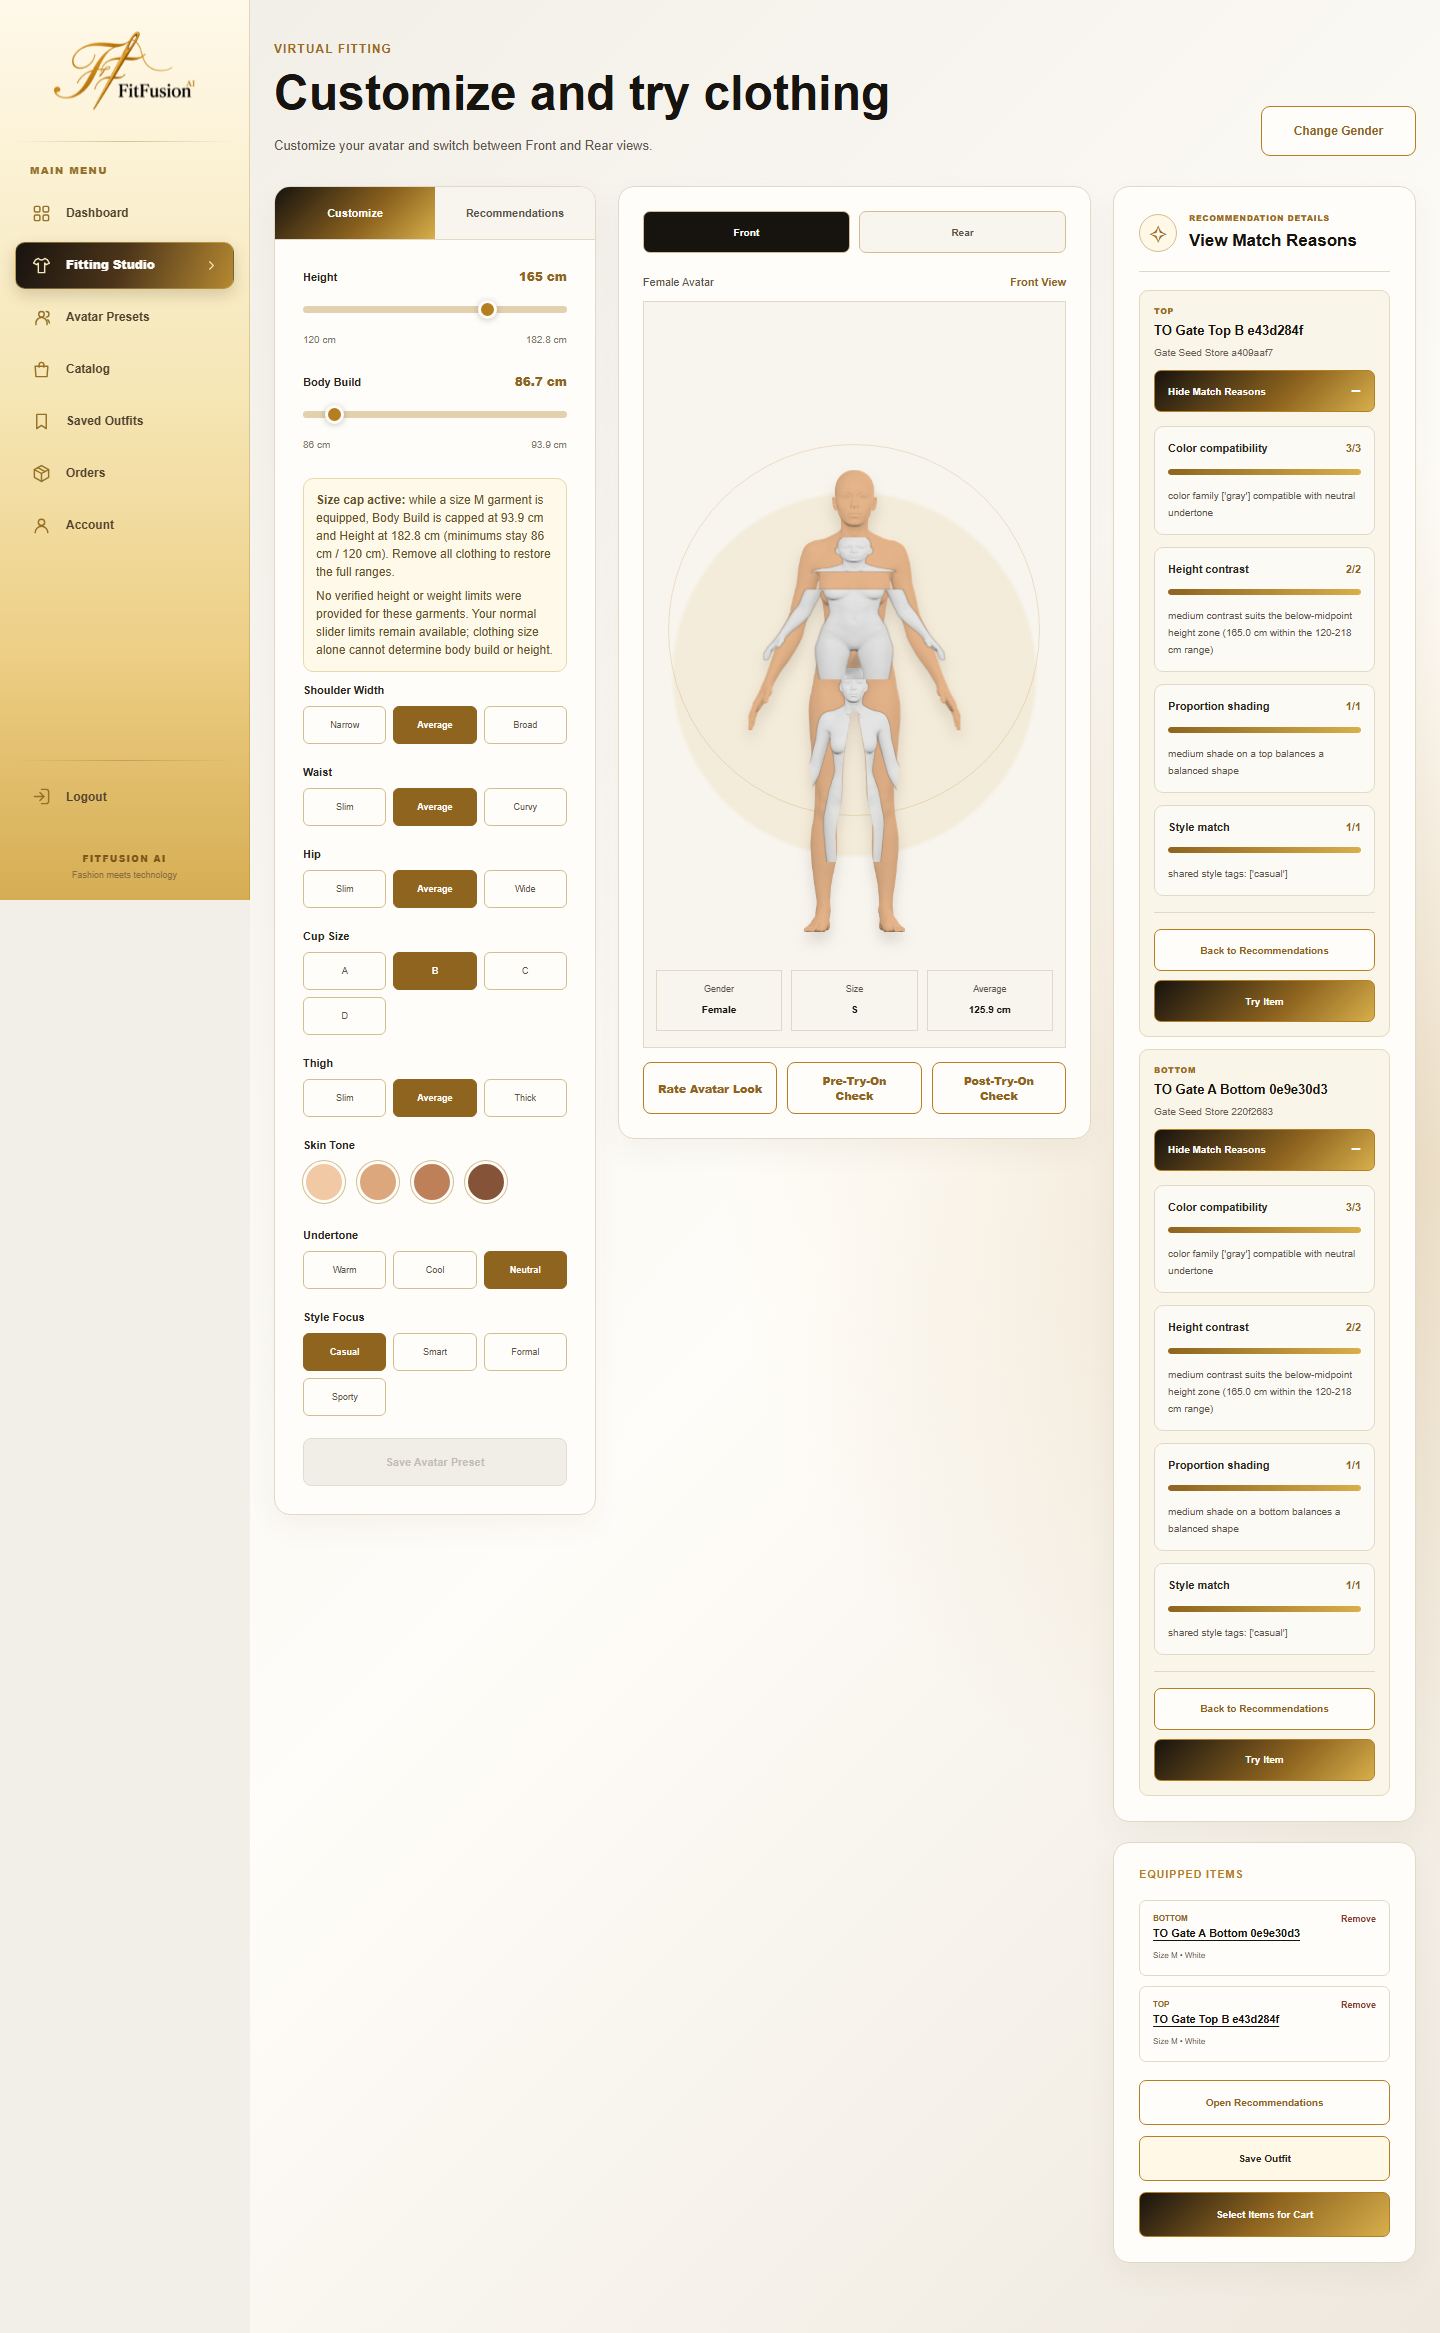 FitFusion AI
MAIN MENU
Dashboard
Fitting Studio
Avatar Presets
Catalog
Saved Outfits
Orders
Account
Logout
FITFUSION AI
Fashion meets technology
VIRTUAL FITTING
Customize and try clothing
Customize your avatar and switch between Front and Rear views.
Change Gender
Customize
Recommendations
Height
165 cm
120 cm
182.8 cm
Body Build
86.7 cm
86 cm
93.9 cm
Size cap active: while a size M garment is
equipped, Body Build is capped at 93.9 cm
and Height at 182.8 cm (minimums stay 86
cm / 120 cm). Remove all clothing to restore
the full ranges.
No verified height or weight limits were
provided for these garments. Your normal
slider limits remain available; clothing size
alone cannot determine body build or height.
Shoulder Width
Narrow
Average
Broad
Waist
Slim
Average
Curvy
Hip
Slim
Average
Wide
Cup Size
A
B
C
D
Thigh
Slim
Average
Thick
Skin Tone
Undertone
Warm
Cool
Neutral
Style Focus
Casual
Smart
Formal
Sporty
Save Avatar Preset
Front
Rear
Female Avatar
Front View
Gender
Female
Size
S
Average
125.9 cm
Rate Avatar Look
Pre-Try-On
Check
Post-Try-On
Check
RECOMMENDATION DETAILS
View Match Reasons
TOP
TO Gate Top B e43d284f
Gate Seed Store a409aaf7
Hide Match Reasons
Color compatibility
3/3
color family ['gray'] compatible with neutral
undertone
Height contrast
2/2
medium contrast suits the below-midpoint
height zone (165.0 cm within the 120-218
cm range)
Proportion shading
1/1
medium shade on a top balances a
balanced shape
Style match
1/1
shared style tags: ['casual']
Back to Recommendations
Try Item
BOTTOM
TO Gate A Bottom 0e9e30d3
Gate Seed Store 220f2683
Hide Match Reasons
Color compatibility
3/3
color family ['gray'] compatible with neutral
undertone
Height contrast
2/2
medium contrast suits the below-midpoint
height zone (165.0 cm within the 120-218
cm range)
Proportion shading
1/1
medium shade on a bottom balances a
balanced shape
Style match
1/1
shared style tags: ['casual']
Back to Recommendations
Try Item
EQUIPPED ITEMS
BOTTOM
Remove
TO Gate A Bottom 0e9e30d3
Size M • White
TOP
Remove
TO Gate Top B e43d284f
Size M • White
Open Recommendations
Save Outfit
Select Items for Cart